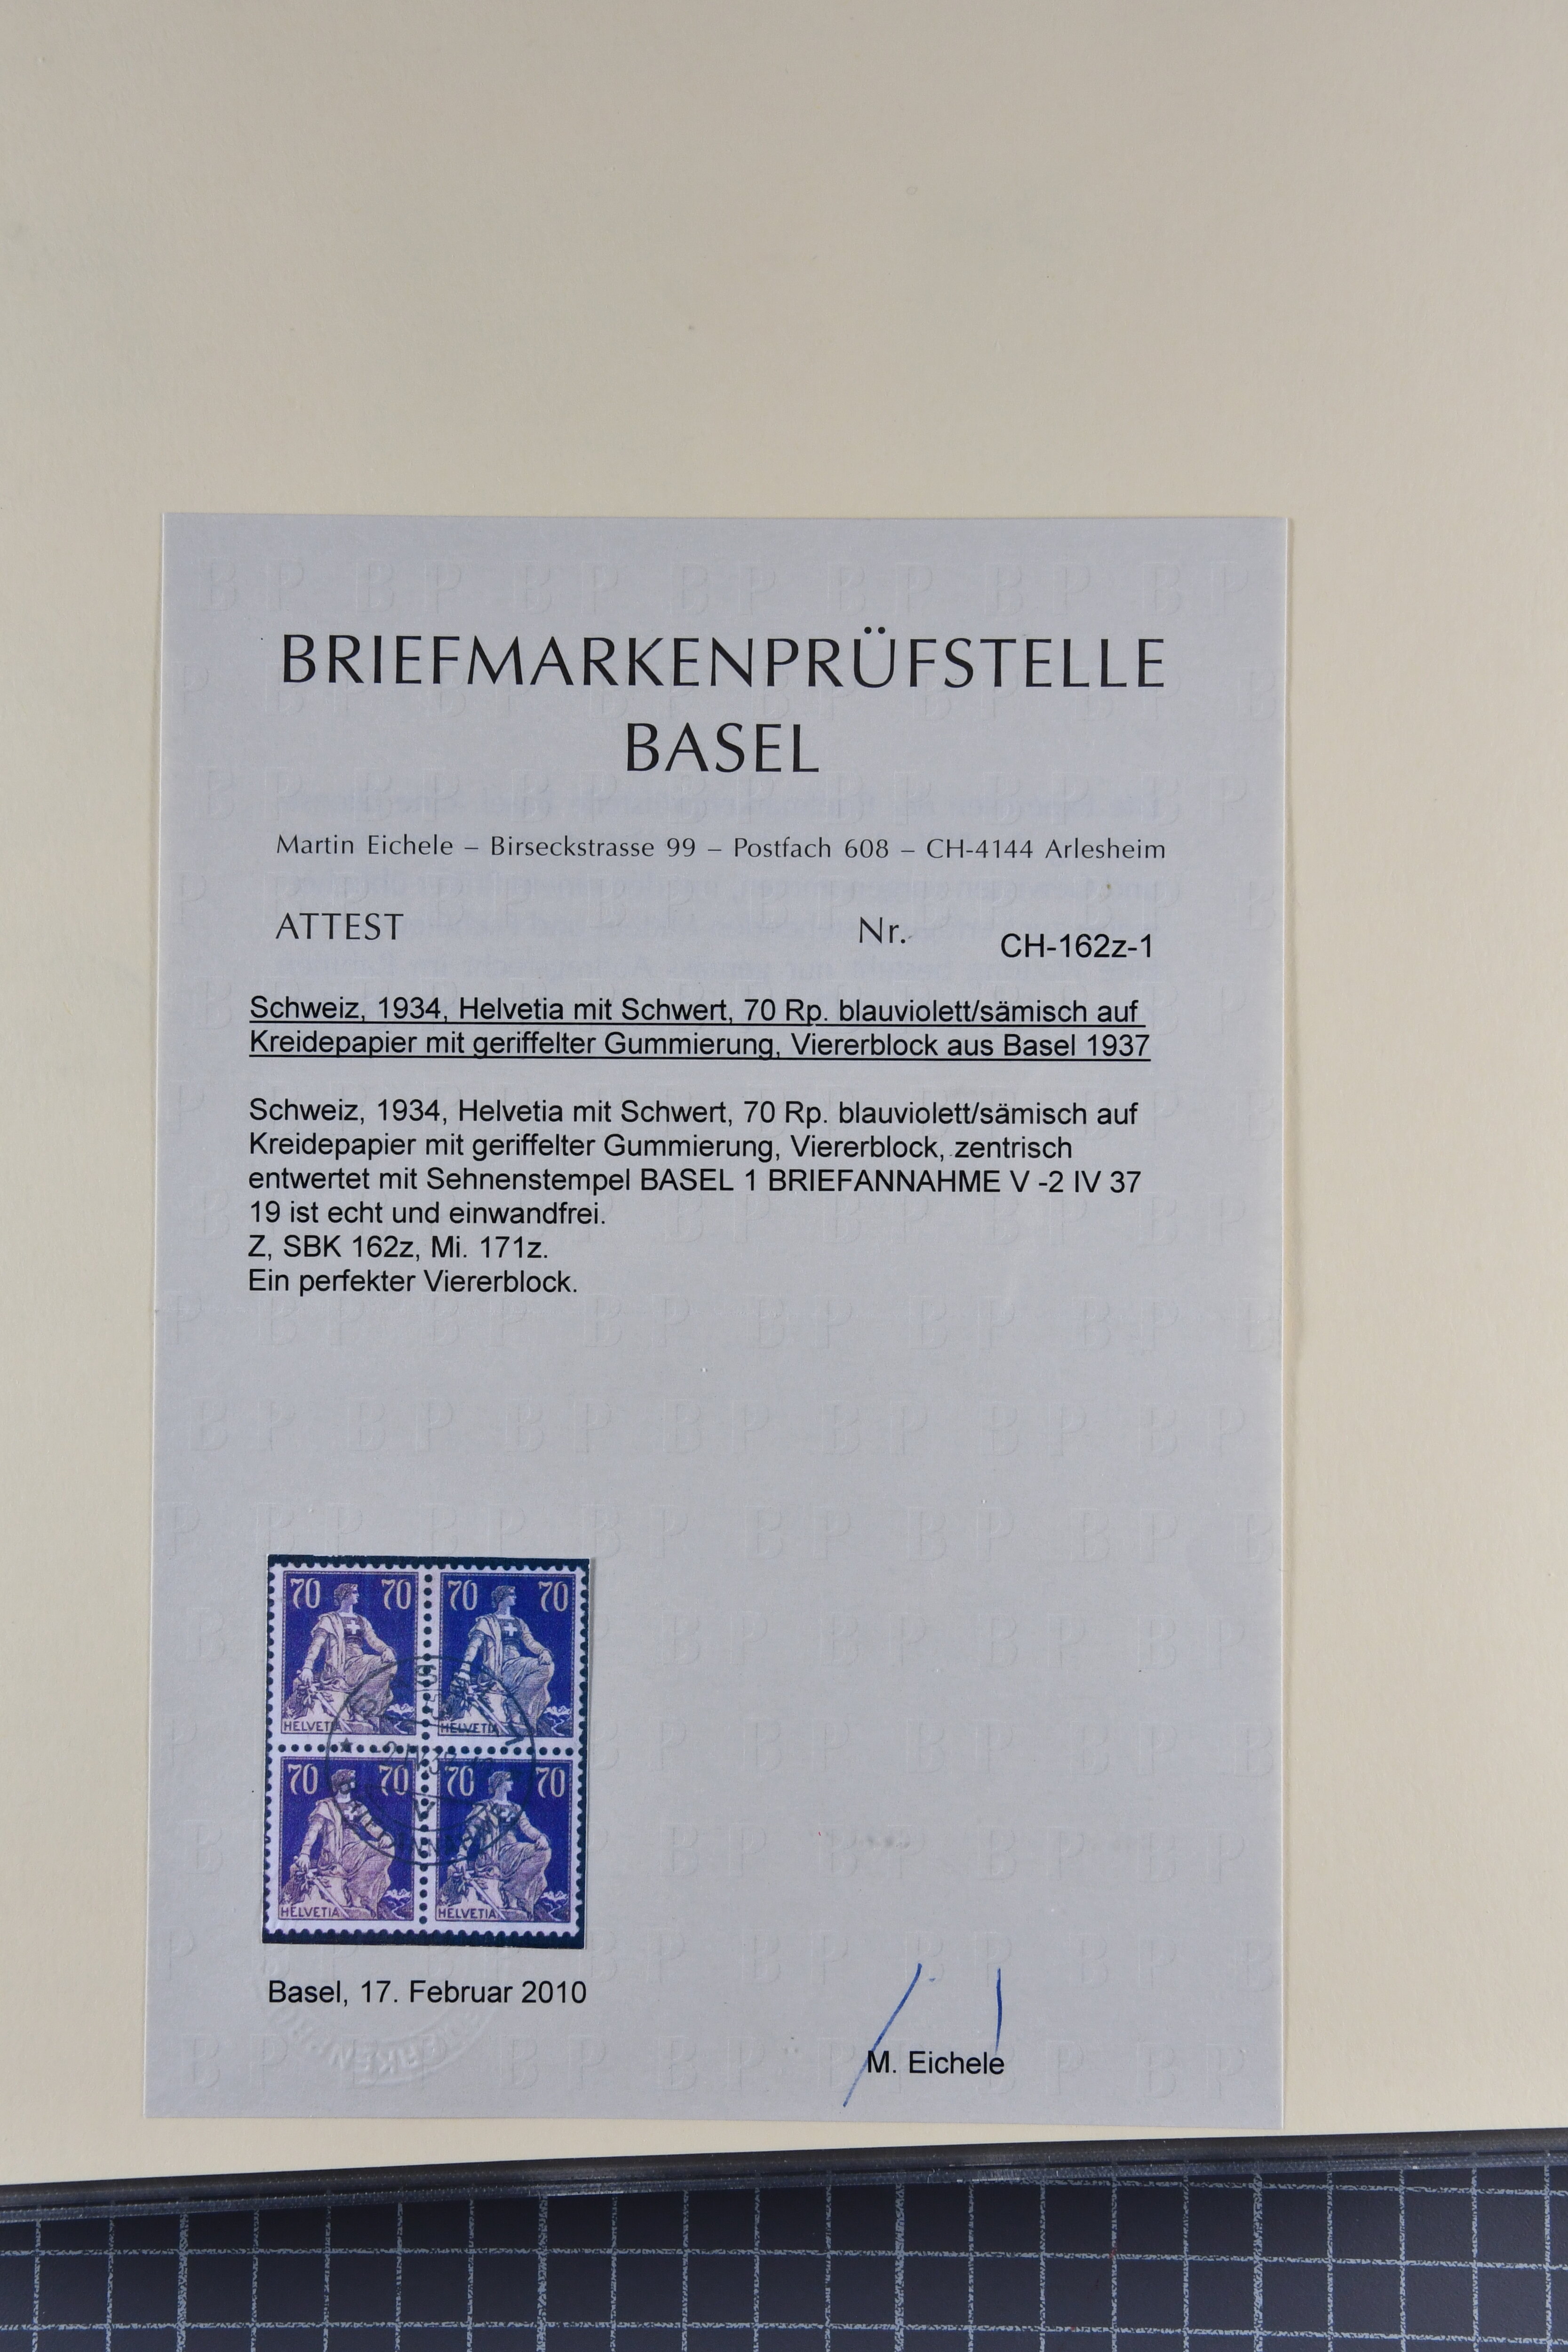 BRIEFMARKENPRÜFSTELLE
BASEL
Martin Eichele – Birseckstrasse 99 – Postfach 608 – CH-4144 Arlesheim
ATTEST Nr. CH-162z-1
Schweiz, 1934, Helvetia mit Schwert, 70 Rp. blauviolett/sämisch auf
Kreidepapier mit geriffelter Gummierung, Viererblock aus Basel 1937
Schweiz, 1934, Helvetia mit Schwert, 70 Rp. blauviolett/sämisch auf
Kreidepapier mit geriffelter Gummierung, Viererblock, zentrisch
entwertet mit Sehnenstempel BASEL 1 BRIEFANNAHME V -2 IV 37
19 ist echt und einwandfrei.
Z, SBK 162z, Mi. 171z.
Ein perfekter Viererblock.
70 70 70 70
HELVETIA HELVETIA
70 70 70 70
HELVETIA HELVETIA
Basel, 17. Februar 2010
M. Eichele